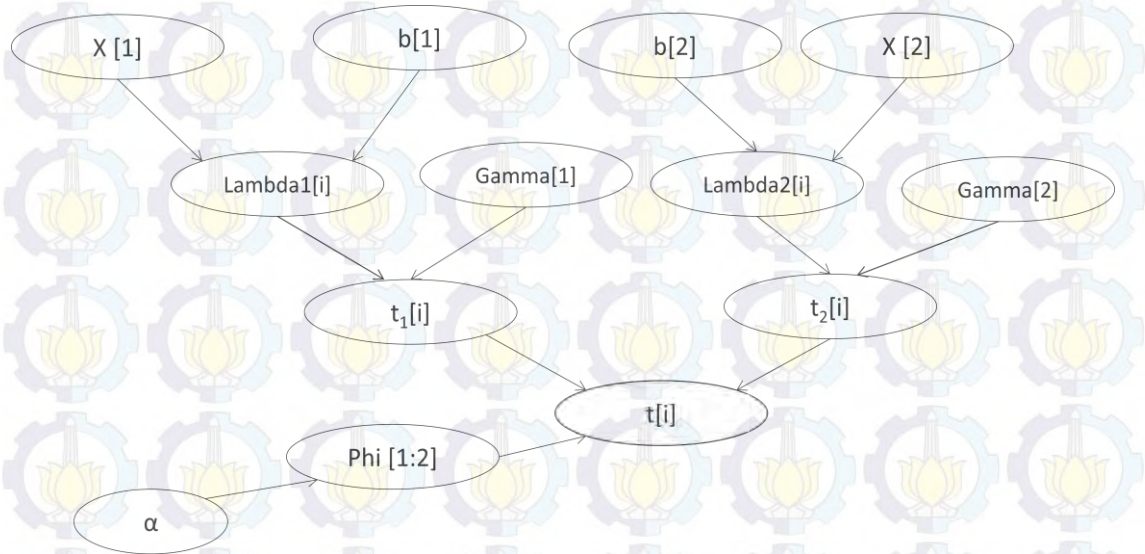 X [1]
b[1]
b[2]
X [2]
Lambda1[i]
Gamma[1]
Lambda2[i]
Gamma[2]
t₁[i]
t₂[i]
t[i]
Phi [1:2]
α